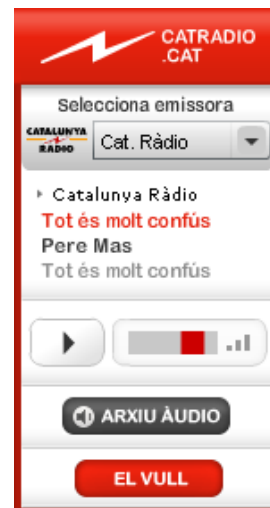 CATRADIO
.CAT
Selecciona emissora
CATALUNYA
RÀDIO
Cat. Ràdio
Catalunya Ràdio
Tot és molt confús
Pere Mas
Tot és molt confús
ARXIU ÀUDIO
EL VULL